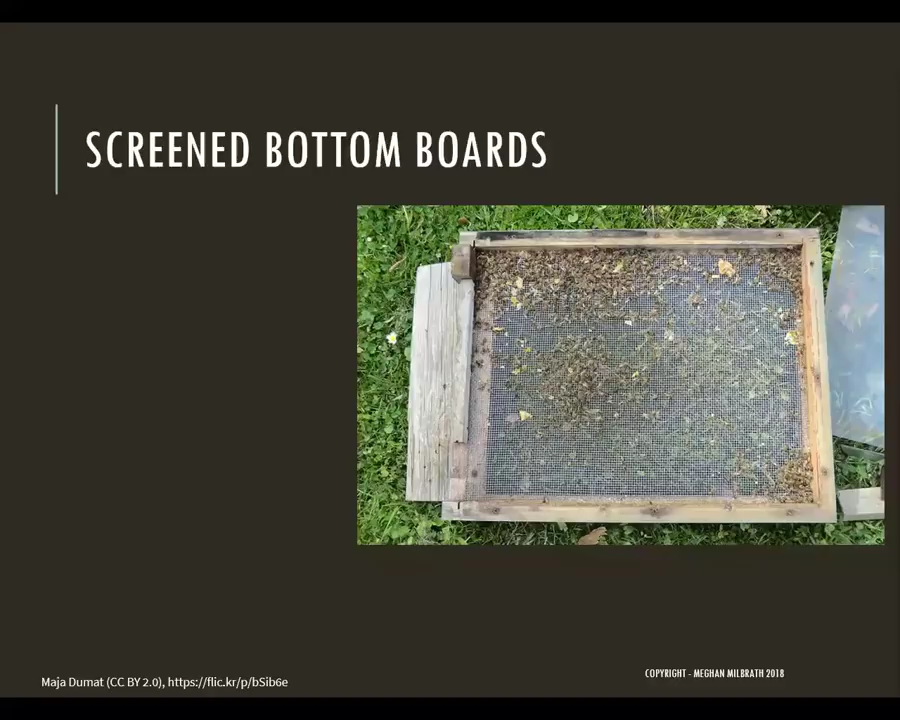 SCREENED BOTTOM BOARDS
Maja Dumat (CC BY 2.0), https://flic.kr/p/bSib6e
COPYRIGHT - MEGHAN MILBRATH 2018